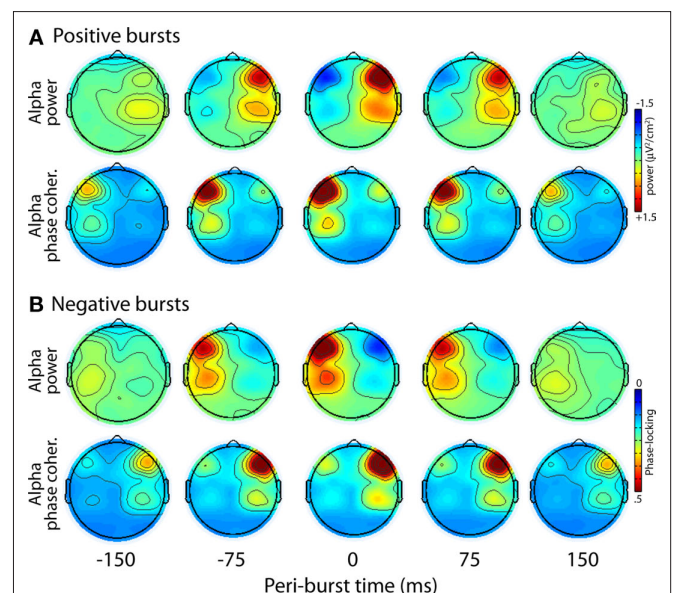 A Positive bursts
Alpha
power
-1.5
power (µV²/cm²)
+1.5
Alpha
phase coher.
B Negative bursts
Alpha
power
0
Phase-locking
.5
Alpha
phase coher.
-150 -75 0 75 150
Peri-burst time (ms)